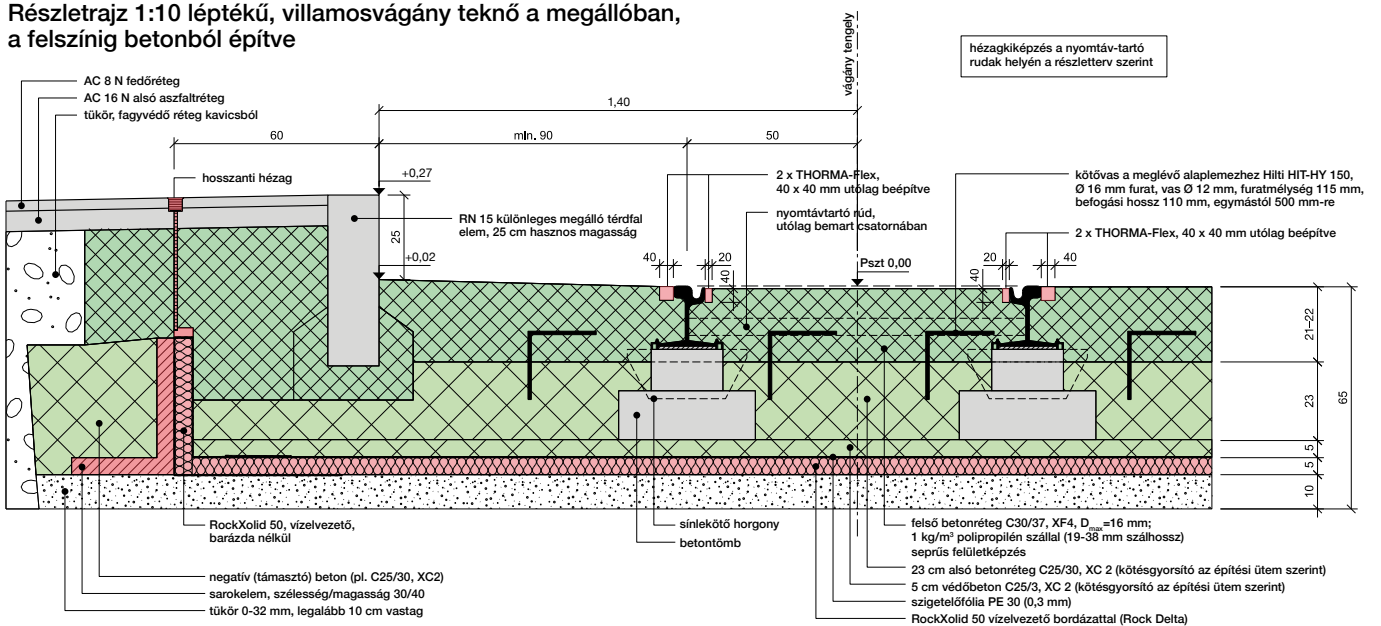 Részletrajz 1:10 léptékű, villamosvágány teknő a megállóban,
a felszínig betonból építve
AC 8 N fedőréteg
AC 16 N alsó aszfaltréteg
tükör, fagyvédő réteg kavicsból
vágány tengely
hézagkiképzés a nyomtáv-tartó
rudak helyén a részletterv szerint
1,40
60
min. 90
50
hosszanti hézag
+0,27
2 x THORMA-Flex,
40 x 40 mm utólag beépítve
kötővas a meglévő alaplemezhez Hilti HIT-HY 150,
Ø 16 mm furat, vas Ø 12 mm, furatmélység 115 mm,
befogási hossz 110 mm, egymástól 500 mm-re
RN 15 különleges megálló térdfal
elem, 25 cm hasznos magasság
25
nyomtávtartó rúd,
utólag bemart csatornában
2 x THORMA-Flex, 40 x 40 mm utólag beépítve
+0,02
40
20
40
Pszt 0,00
20
40
40
21–22
23
65
5
5
10
RockXolid 50, vízelvezető,
barázda nélkül
sínlekötő horgony
betontömb
felső betonréteg C30/37, XF4, Dmax=16 mm;
1 kg/m³ polipropilén szállal (19-38 mm szálhossz)
seprűs felületképzés
negatív (támasztó) beton (pl. C25/30, XC2)
sarokelem, szélesség/magasság 30/40
tükör 0-32 mm, legalább 10 cm vastag
23 cm alsó betonréteg C25/30, XC 2 (kötésgyorsító az építési ütem szerint)
5 cm védőbeton C25/3, XC 2 (kötésgyorsító az építési ütem szerint)
szigetelőfólia PE 30 (0,3 mm)
RockXolid 50 vízelvezető bordázattal (Rock Delta)